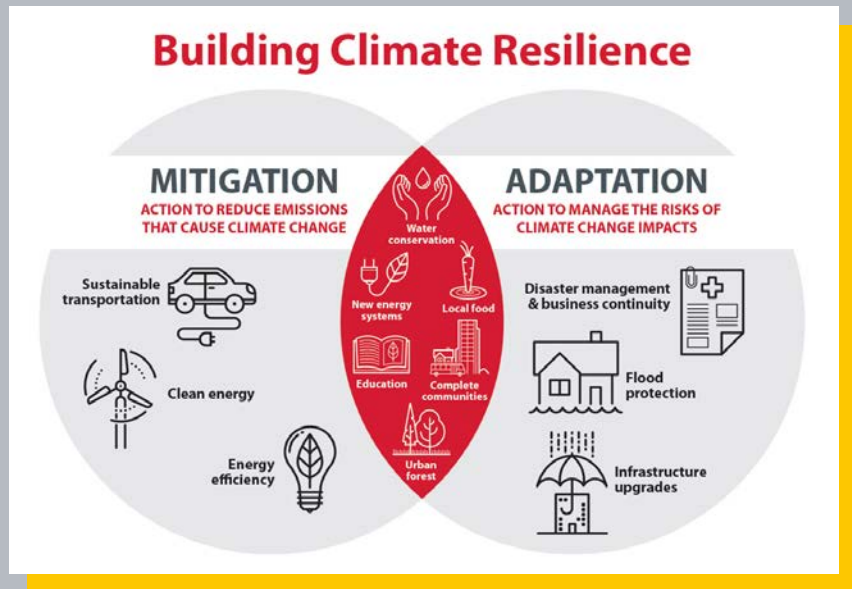 Building Climate Resilience
MITIGATION
ACTION TO REDUCE EMISSIONS
THAT CAUSE CLIMATE CHANGE
Sustainable
transportation
Clean energy
Energy
efficiency
Water
conservation
New energy
systems
Local food
Education
Complete
communities
Urban
forest
ADAPTATION
ACTION TO MANAGE THE RISKS OF
CLIMATE CHANGE IMPACTS
Disaster management
& business continuity
Flood
protection
Infrastructure
upgrades